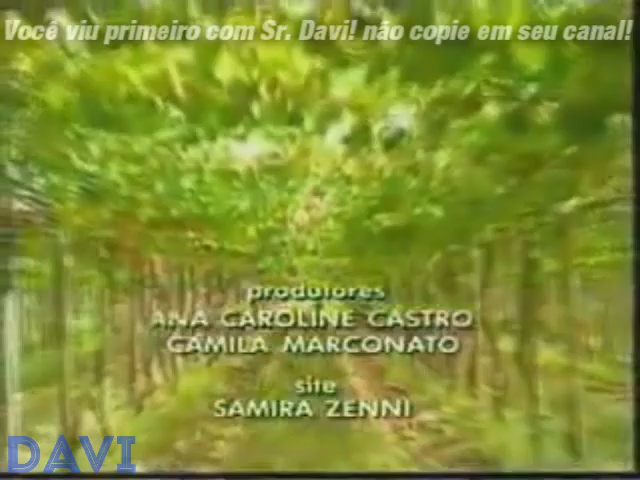 Você viu primeiro com Sr. Davi! não copie em seu canal!
produtores
ANA CAROLINE CASTRO
CAMILA MARCONATO
site
SAMIRA ZENNI
DAVI